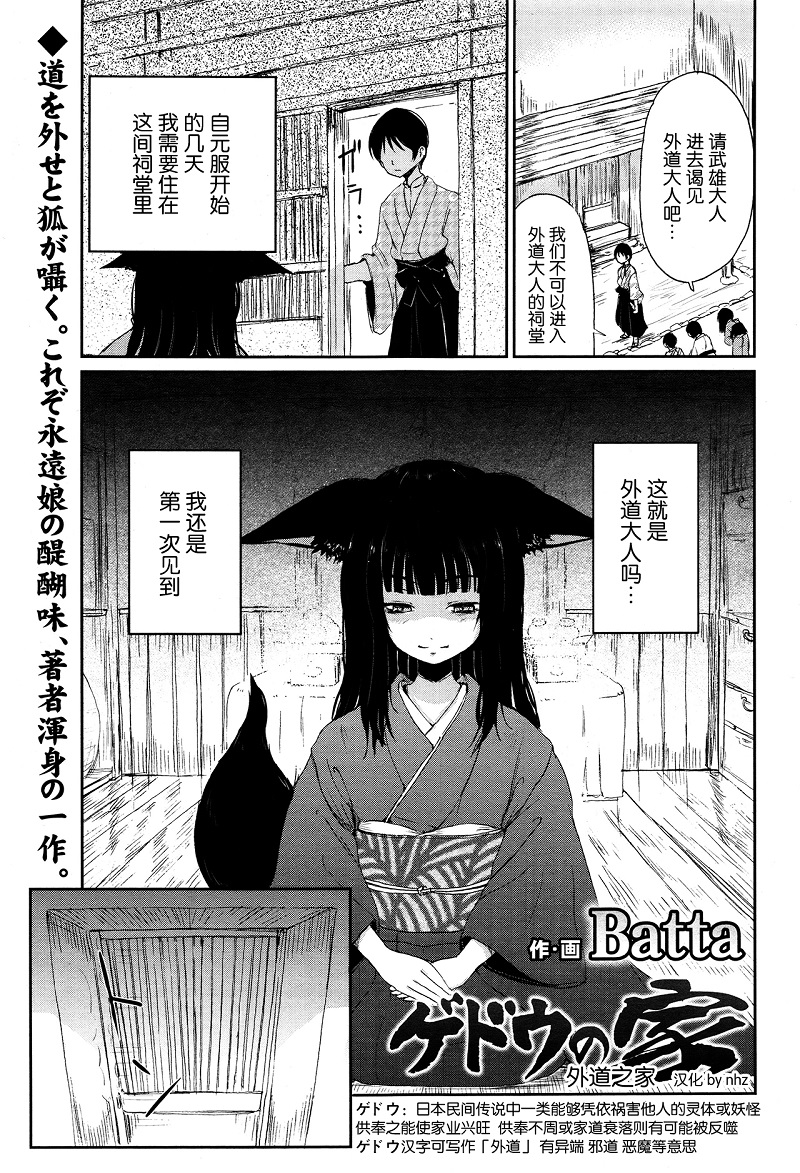 请武雄大人
进去谒见
外道大人吧…
我们不可以进入
外道大人的祠堂
自元服开始
的几天
我需要住在
这间祠堂里
ガラ…
◆道を外せと狐が囁く。これぞ永遠娘の醍醐味、著者渾身の一作。
这就是
外道大人吗…
我还是
第一次见到
作・画 Batta
ゲドウの家
外道之家 汉化 by nhz
ゲドウ：日本民间传说中一类能够凭依祸害他人的灵体或妖怪
供奉之能使家业兴旺 供奉不周或家道衰落则有可能被反噬
ゲドウ汉字可写作「外道」有异端 邪道 恶魔等意思